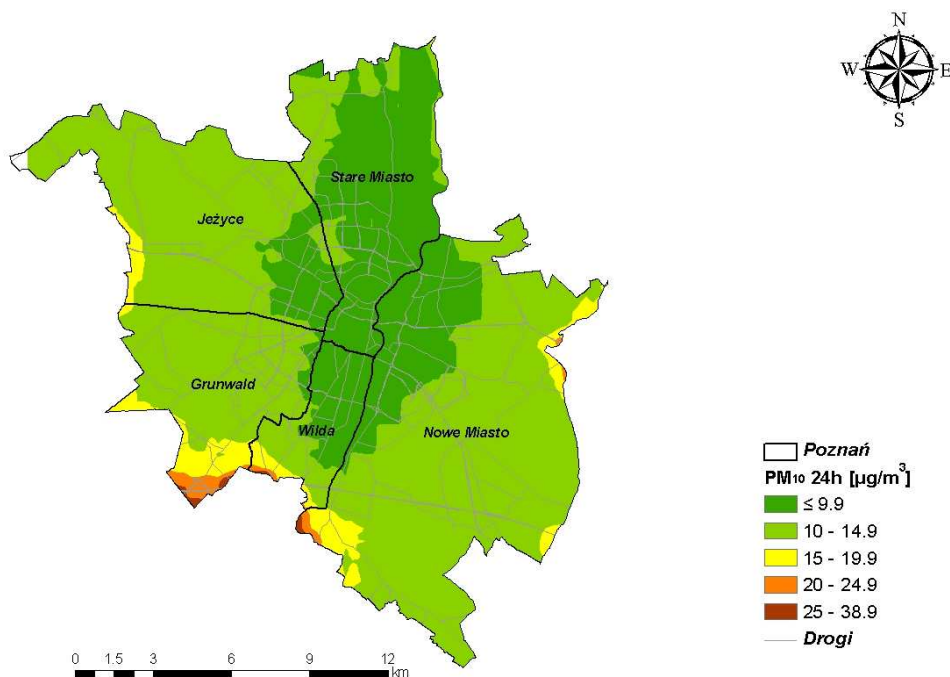 N
W E
S
Stare Miasto
Jeżyce
Grunwald
Wilda
Nowe Miasto
Poznań
PM10 24h [µg/m³]
≤ 9.9
10 - 14.9
15 - 19.9
20 - 24.9
25 - 38.9
Drogi
0 1.5 3 6 9 12
km